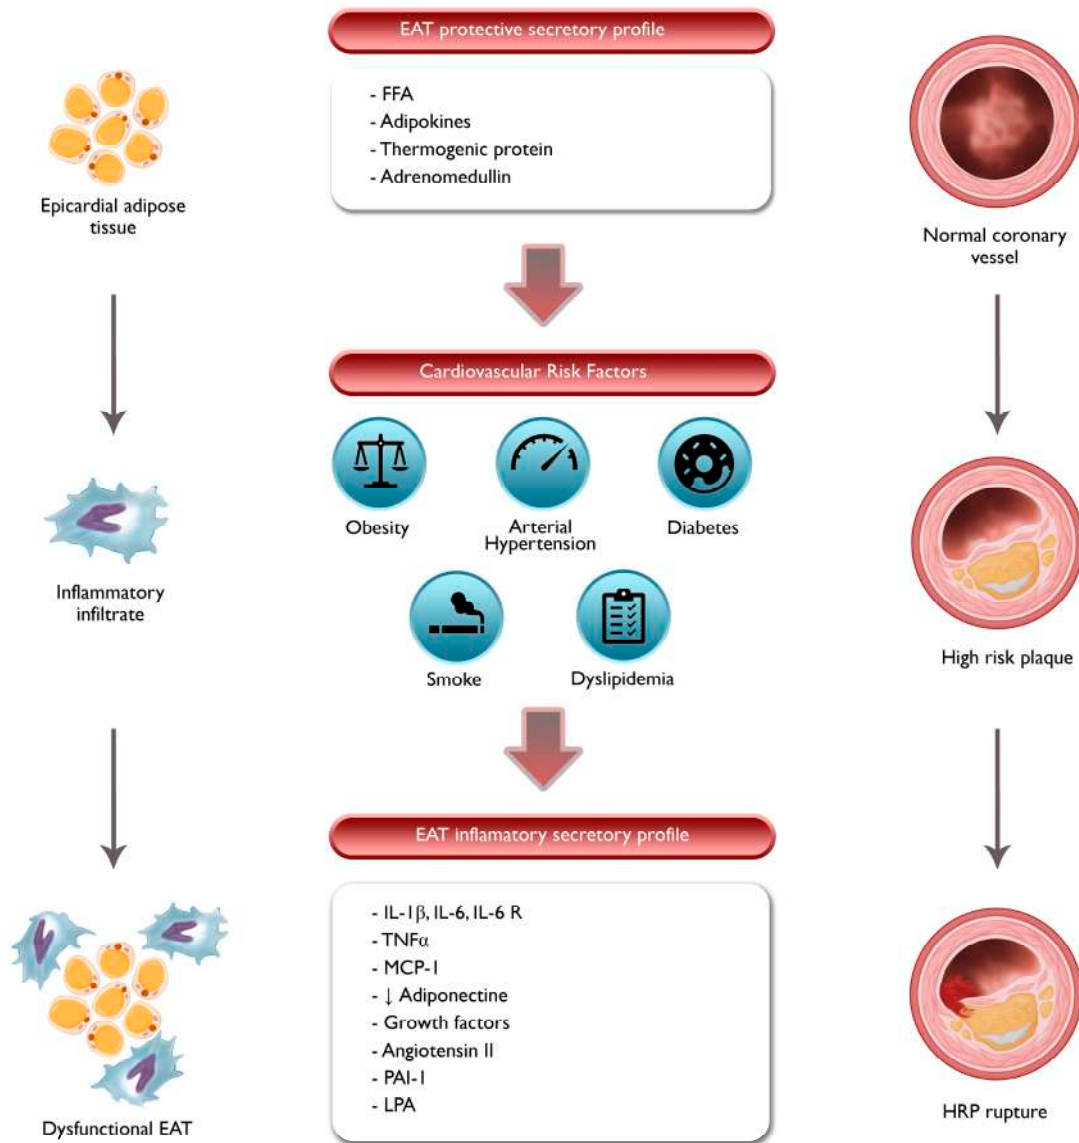 EAT protective secretory profile
- FFA
- Adipokines
- Thermogenic protein
- Adrenomedullin
Epicardial adipose
tissue
Normal coronary
vessel
Cardiovascular Risk Factors
Obesity
Arterial
Hypertension
Diabetes
Inflammatory
infiltrate
Smoke
Dyslipidemia
High risk plaque
EAT inflamatory secretory profile
- IL-1β, IL-6, IL-6 R
- TNFα
- MCP-1
- ↓ Adiponectine
- Growth factors
- Angiotensin II
- PAI-1
- LPA
Dysfunctional EAT
HRP rupture